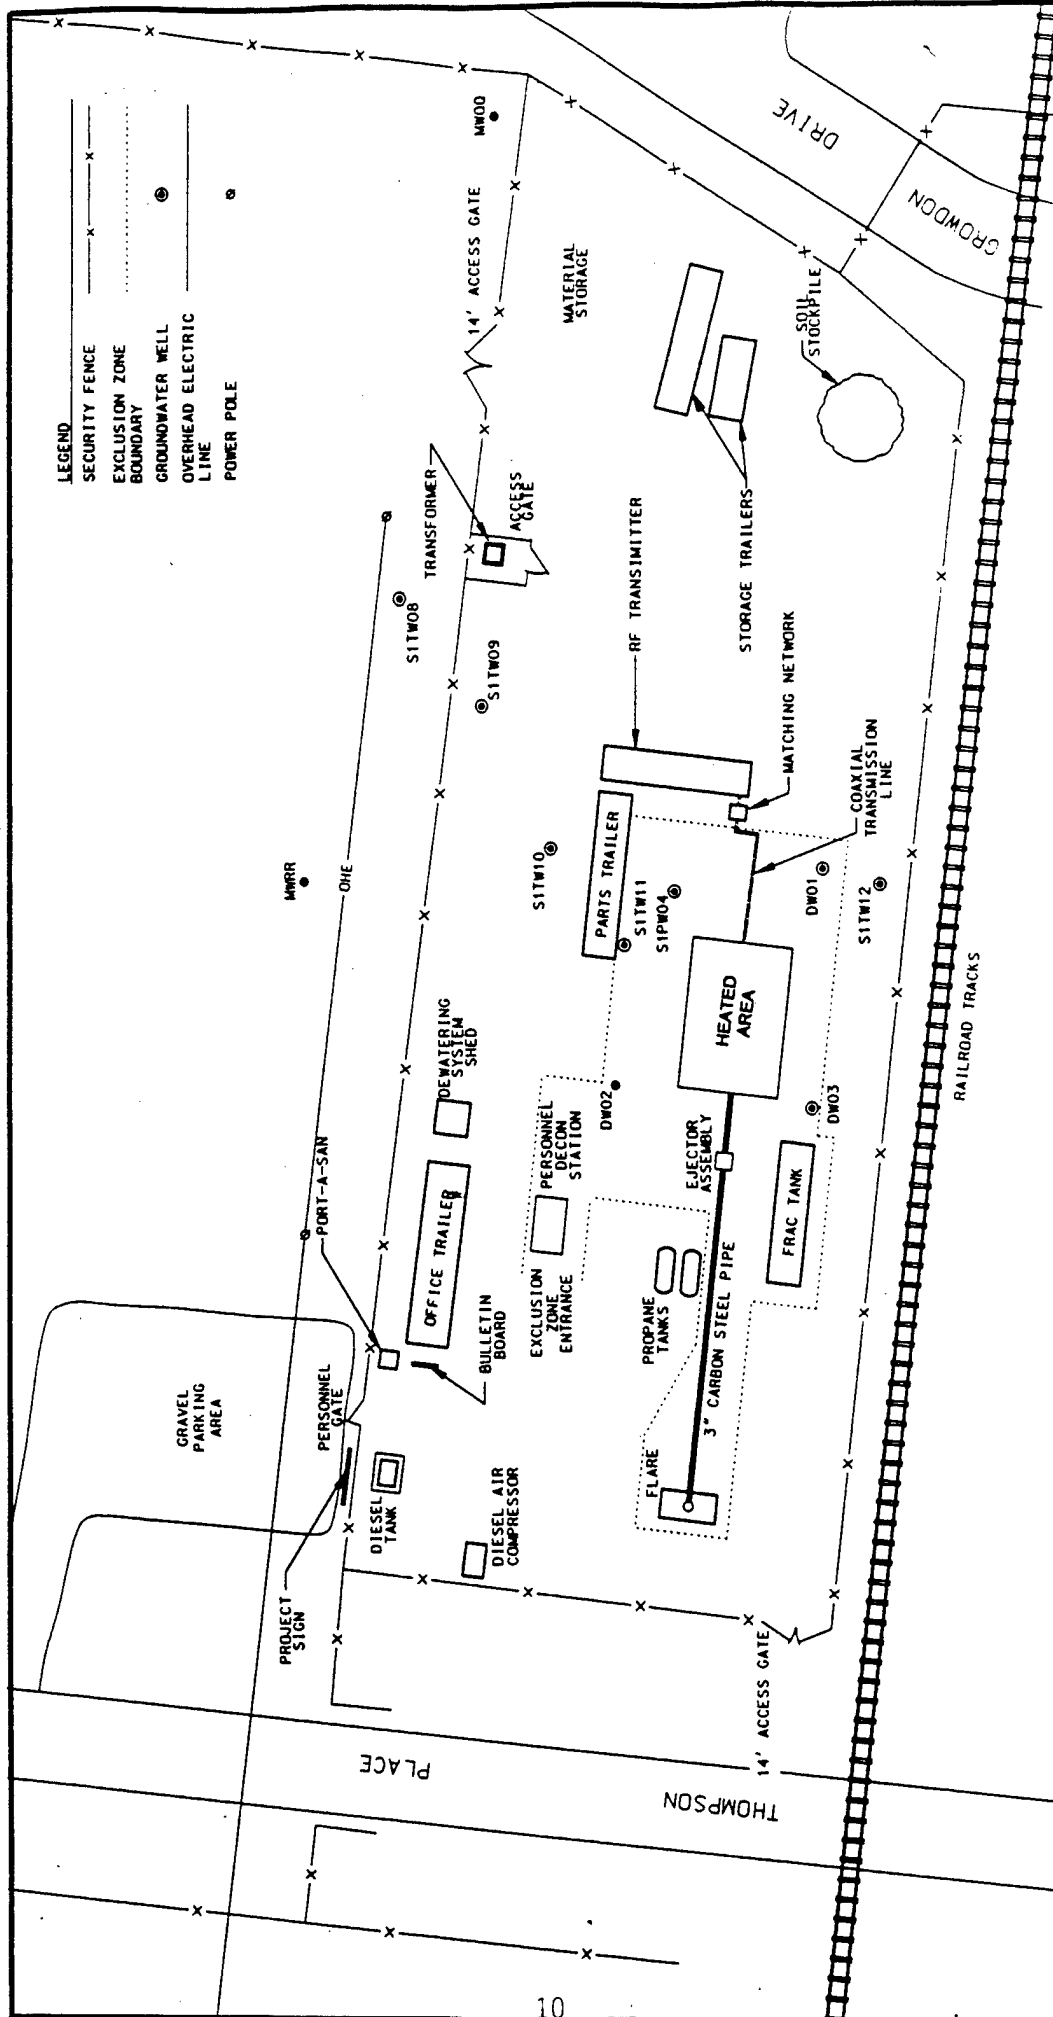 LEGEND
SECURITY FENCE
EXCLUSION ZONE
BOUNDARY
GROUNDWATER WELL
OVERHEAD ELECTRIC
LINE
POWER POLE
MW00
14' ACCESS GATE
MATERIAL
STORAGE
DRIVE
GROWDON
SOIL
STOCKPILE
STORAGE TRAILERS
TRANSFORMER
ACCESS
GATE
S1TW08
S1TW09
RF TRANSIMITTER
MATCHING NETWORK
COAXIAL
TRANSMISSION
LINE
MWRR
OHE
S1TW10
PARTS TRAILER
S1TW11
S1PW04
DW01
S1TW12
HEATED
AREA
RAILROAD TRACKS
DEWATERING
SYSTEM
SHED
PERSONNEL
DECON
STATION
DW02
EJECTOR
ASSEMBLY
DW03
FRAC TANK
PORT-A-SAN
OFFICE TRAILER
BULLETIN
BOARD
EXCLUSION
ZONE
ENTRANCE
PROPANE
TANKS
3" CARBON STEEL PIPE
FLARE
GRAVEL
PARKING
AREA
PERSONNEL
GATE
DIESEL
TANK
DIESEL AIR
COMPRESSOR
PROJECT
SIGN
14' ACCESS GATE
PLACE
THOMPSON
10